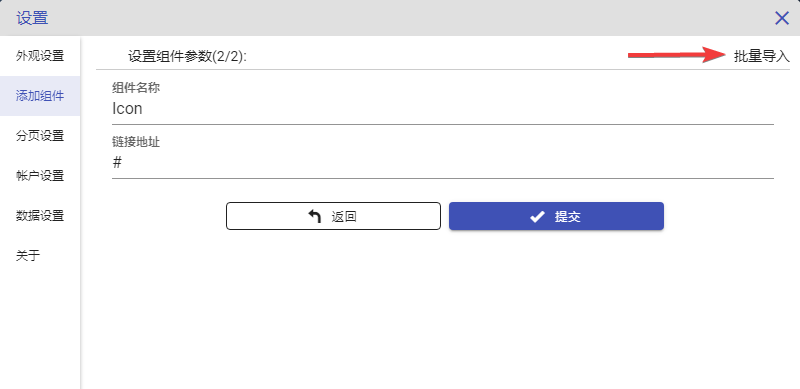 设置
外观设置
添加组件
分页设置
帐户设置
数据设置
关于
设置组件参数(2/2):
批量导入
组件名称
Icon
链接地址
#
返回
提交